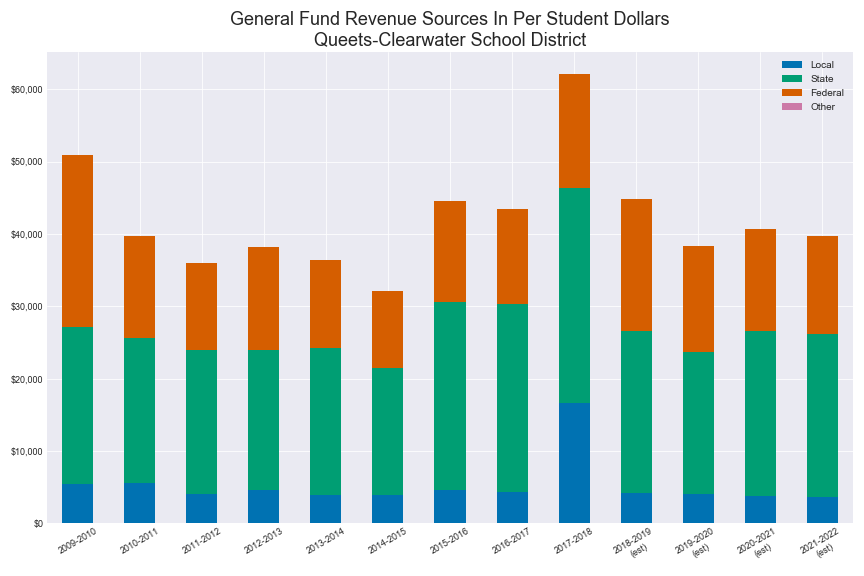 General Fund Revenue Sources In Per Student Dollars
Queets-Clearwater School District
Local
State
Federal
Other
$60,000
$50,000
$40,000
$30,000
$20,000
$10,000
$0
2009-2010
2010-2011
2011-2012
2012-2013
2013-2014
2014-2015
2015-2016
2016-2017
2017-2018
2018-2019
(est)
2019-2020
(est)
2020-2021
(est)
2021-2022
(est)